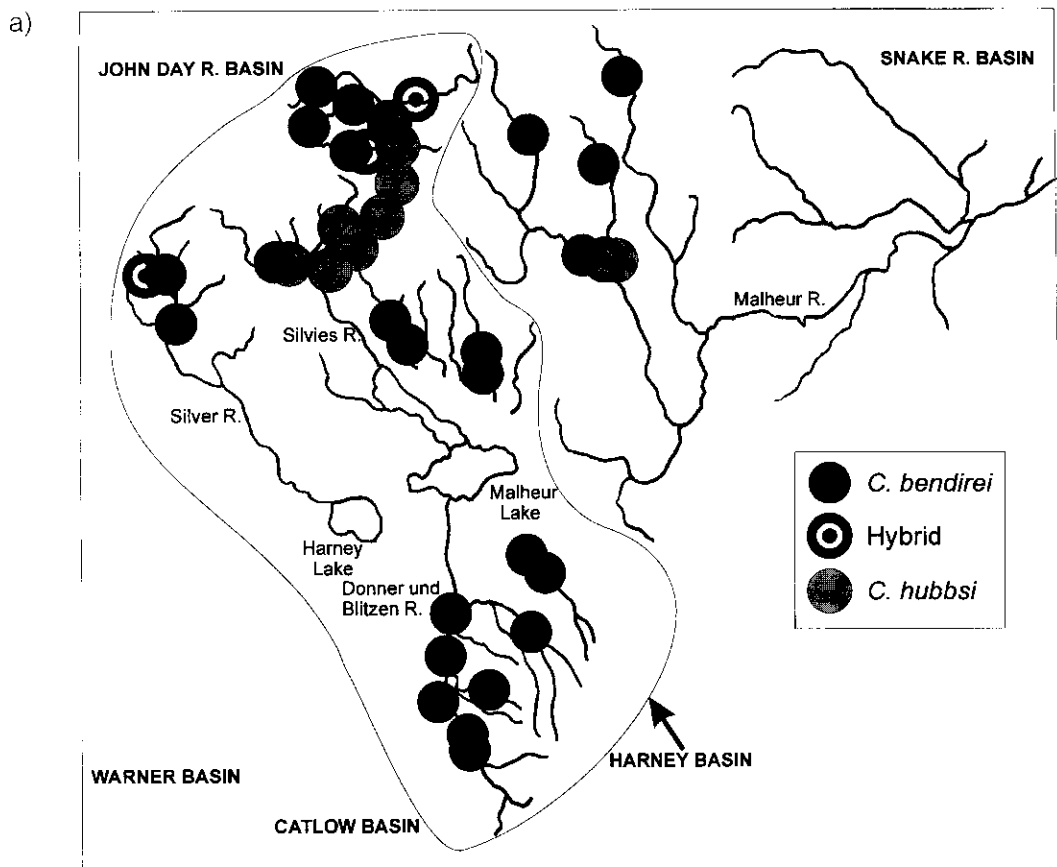 a)
JOHN DAY R. BASIN
SNAKE R. BASIN
Malheur R.
Silvies R.
Silver R.
Malheur
Lake
Harney
Lake
Donner und
Blitzen R.
C. bendirei
Hybrid
C. hubbsi
HARNEY BASIN
WARNER BASIN
CATLOW BASIN